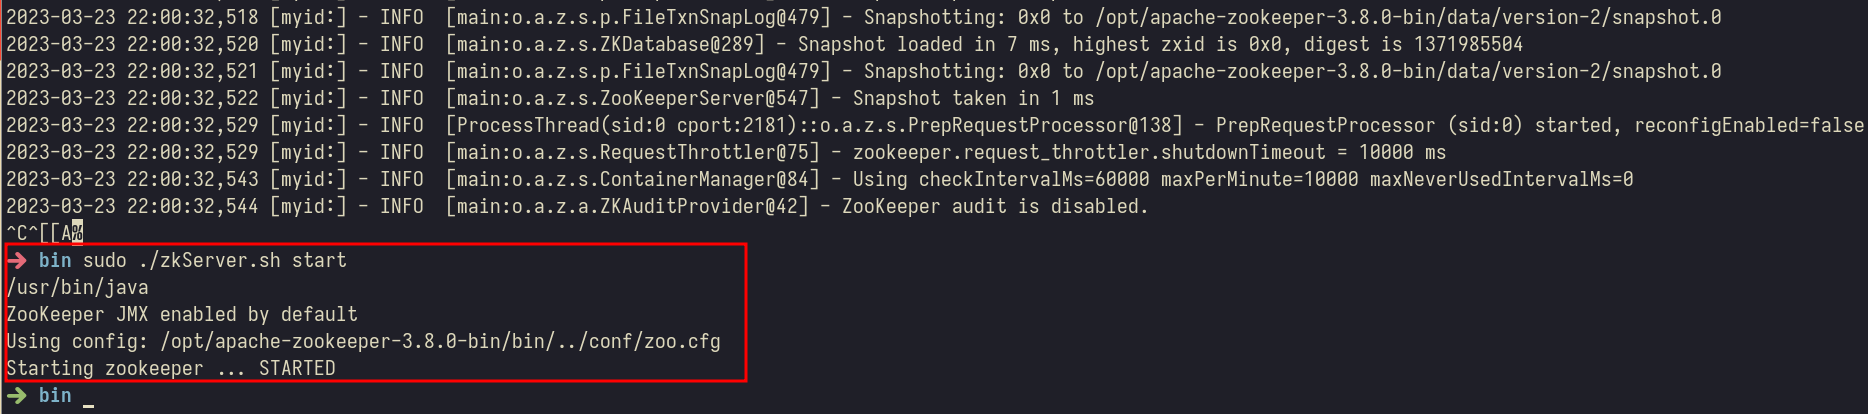 2023-03-23 22:00:32,518 [myid:] - INFO  [main:o.a.z.s.p.FileTxnSnapLog@479] - Snapshotting: 0x0 to /opt/apache-zookeeper-3.8.0-bin/data/version-2/snapshot.0
2023-03-23 22:00:32,520 [myid:] - INFO  [main:o.a.z.s.ZKDatabase@289] - Snapshot loaded in 7 ms, highest zxid is 0x0, digest is 1371985504
2023-03-23 22:00:32,521 [myid:] - INFO  [main:o.a.z.s.p.FileTxnSnapLog@479] - Snapshotting: 0x0 to /opt/apache-zookeeper-3.8.0-bin/data/version-2/snapshot.0
2023-03-23 22:00:32,522 [myid:] - INFO  [main:o.a.z.s.ZooKeeperServer@547] - Snapshot taken in 1 ms
2023-03-23 22:00:32,529 [myid:] - INFO  [ProcessThread(sid:0 cport:2181)::o.a.z.s.PrepRequestProcessor@138] - PrepRequestProcessor (sid:0) started, reconfigEnabled=false
2023-03-23 22:00:32,529 [myid:] - INFO  [main:o.a.z.s.RequestThrottler@75] - zookeeper.request_throttler.shutdownTimeout = 10000 ms
2023-03-23 22:00:32,543 [myid:] - INFO  [main:o.a.z.s.ContainerManager@84] - Using checkIntervalMs=60000 maxPerMinute=10000 maxNeverUsedIntervalMs=0
2023-03-23 22:00:32,544 [myid:] - INFO  [main:o.a.z.a.ZKAuditProvider@42] - ZooKeeper audit is disabled.
^C^[[A%
➜ bin sudo ./zkServer.sh start
/usr/bin/java
ZooKeeper JMX enabled by default
Using config: /opt/apache-zookeeper-3.8.0-bin/bin/../conf/zoo.cfg
Starting zookeeper ... STARTED
➜ bin _